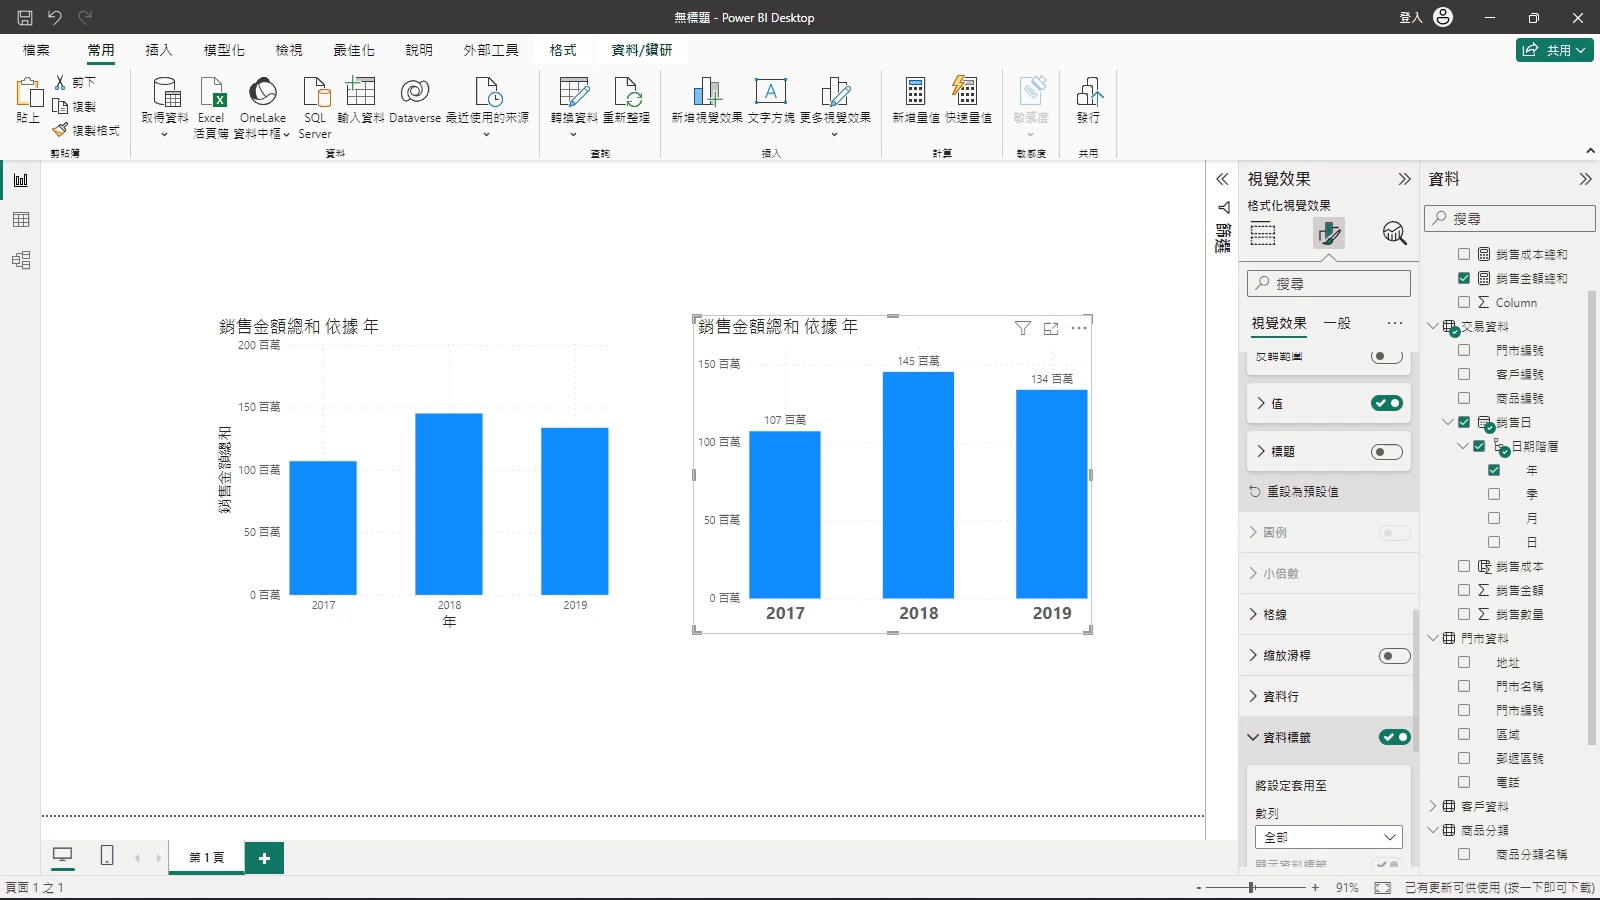 無標題 - Power BI Desktop
登入
檔案 常用 插入 模型化 檢視 最佳化 說明 外部工具 格式 資料/鑽研
共用
貼上
剪下
複製
複製格式
剪貼簿
取得資料
Excel 活頁簿
OneLake 資料中樞
SQL Server
輸入資料
Dataverse
最近使用的來源
資料
轉換資料
重新整理
查詢
新增視覺效果
文字方塊
更多視覺效果
插入
新增量值
快速量值
計算
敏感度
敏感度
發行
共用
銷售金額總和 依據 年
200 百萬
150 百萬
100 百萬
50 百萬
0 百萬
銷售金額總和
2017 2018 2019
年
銷售金額總和 依據 年
150 百萬
100 百萬
50 百萬
0 百萬
107 百萬
145 百萬
134 百萬
2017 2018 2019
篩選
視覺效果
格式化視覺效果
搜尋
視覺效果 一般
反轉範圍
值
標題
重設為預設值
圖例
小倍數
格線
縮放滑桿
資料行
資料標籤
將設定套用至
數列
全部
顯示資料標籤
資料
搜尋
銷售成本總和
銷售金額總和
Column
交易資料
門市編號
客戶編號
商品編號
銷售日
日期階層
年
季
月
日
銷售成本
銷售金額
銷售數量
門市資料
地址
門市名稱
門市編號
區域
郵遞區號
電話
客戶資料
商品分類
商品分類名稱
第 1 頁
頁面 1 之 1
91%
已有更新可供使用 (按一下即可下載)